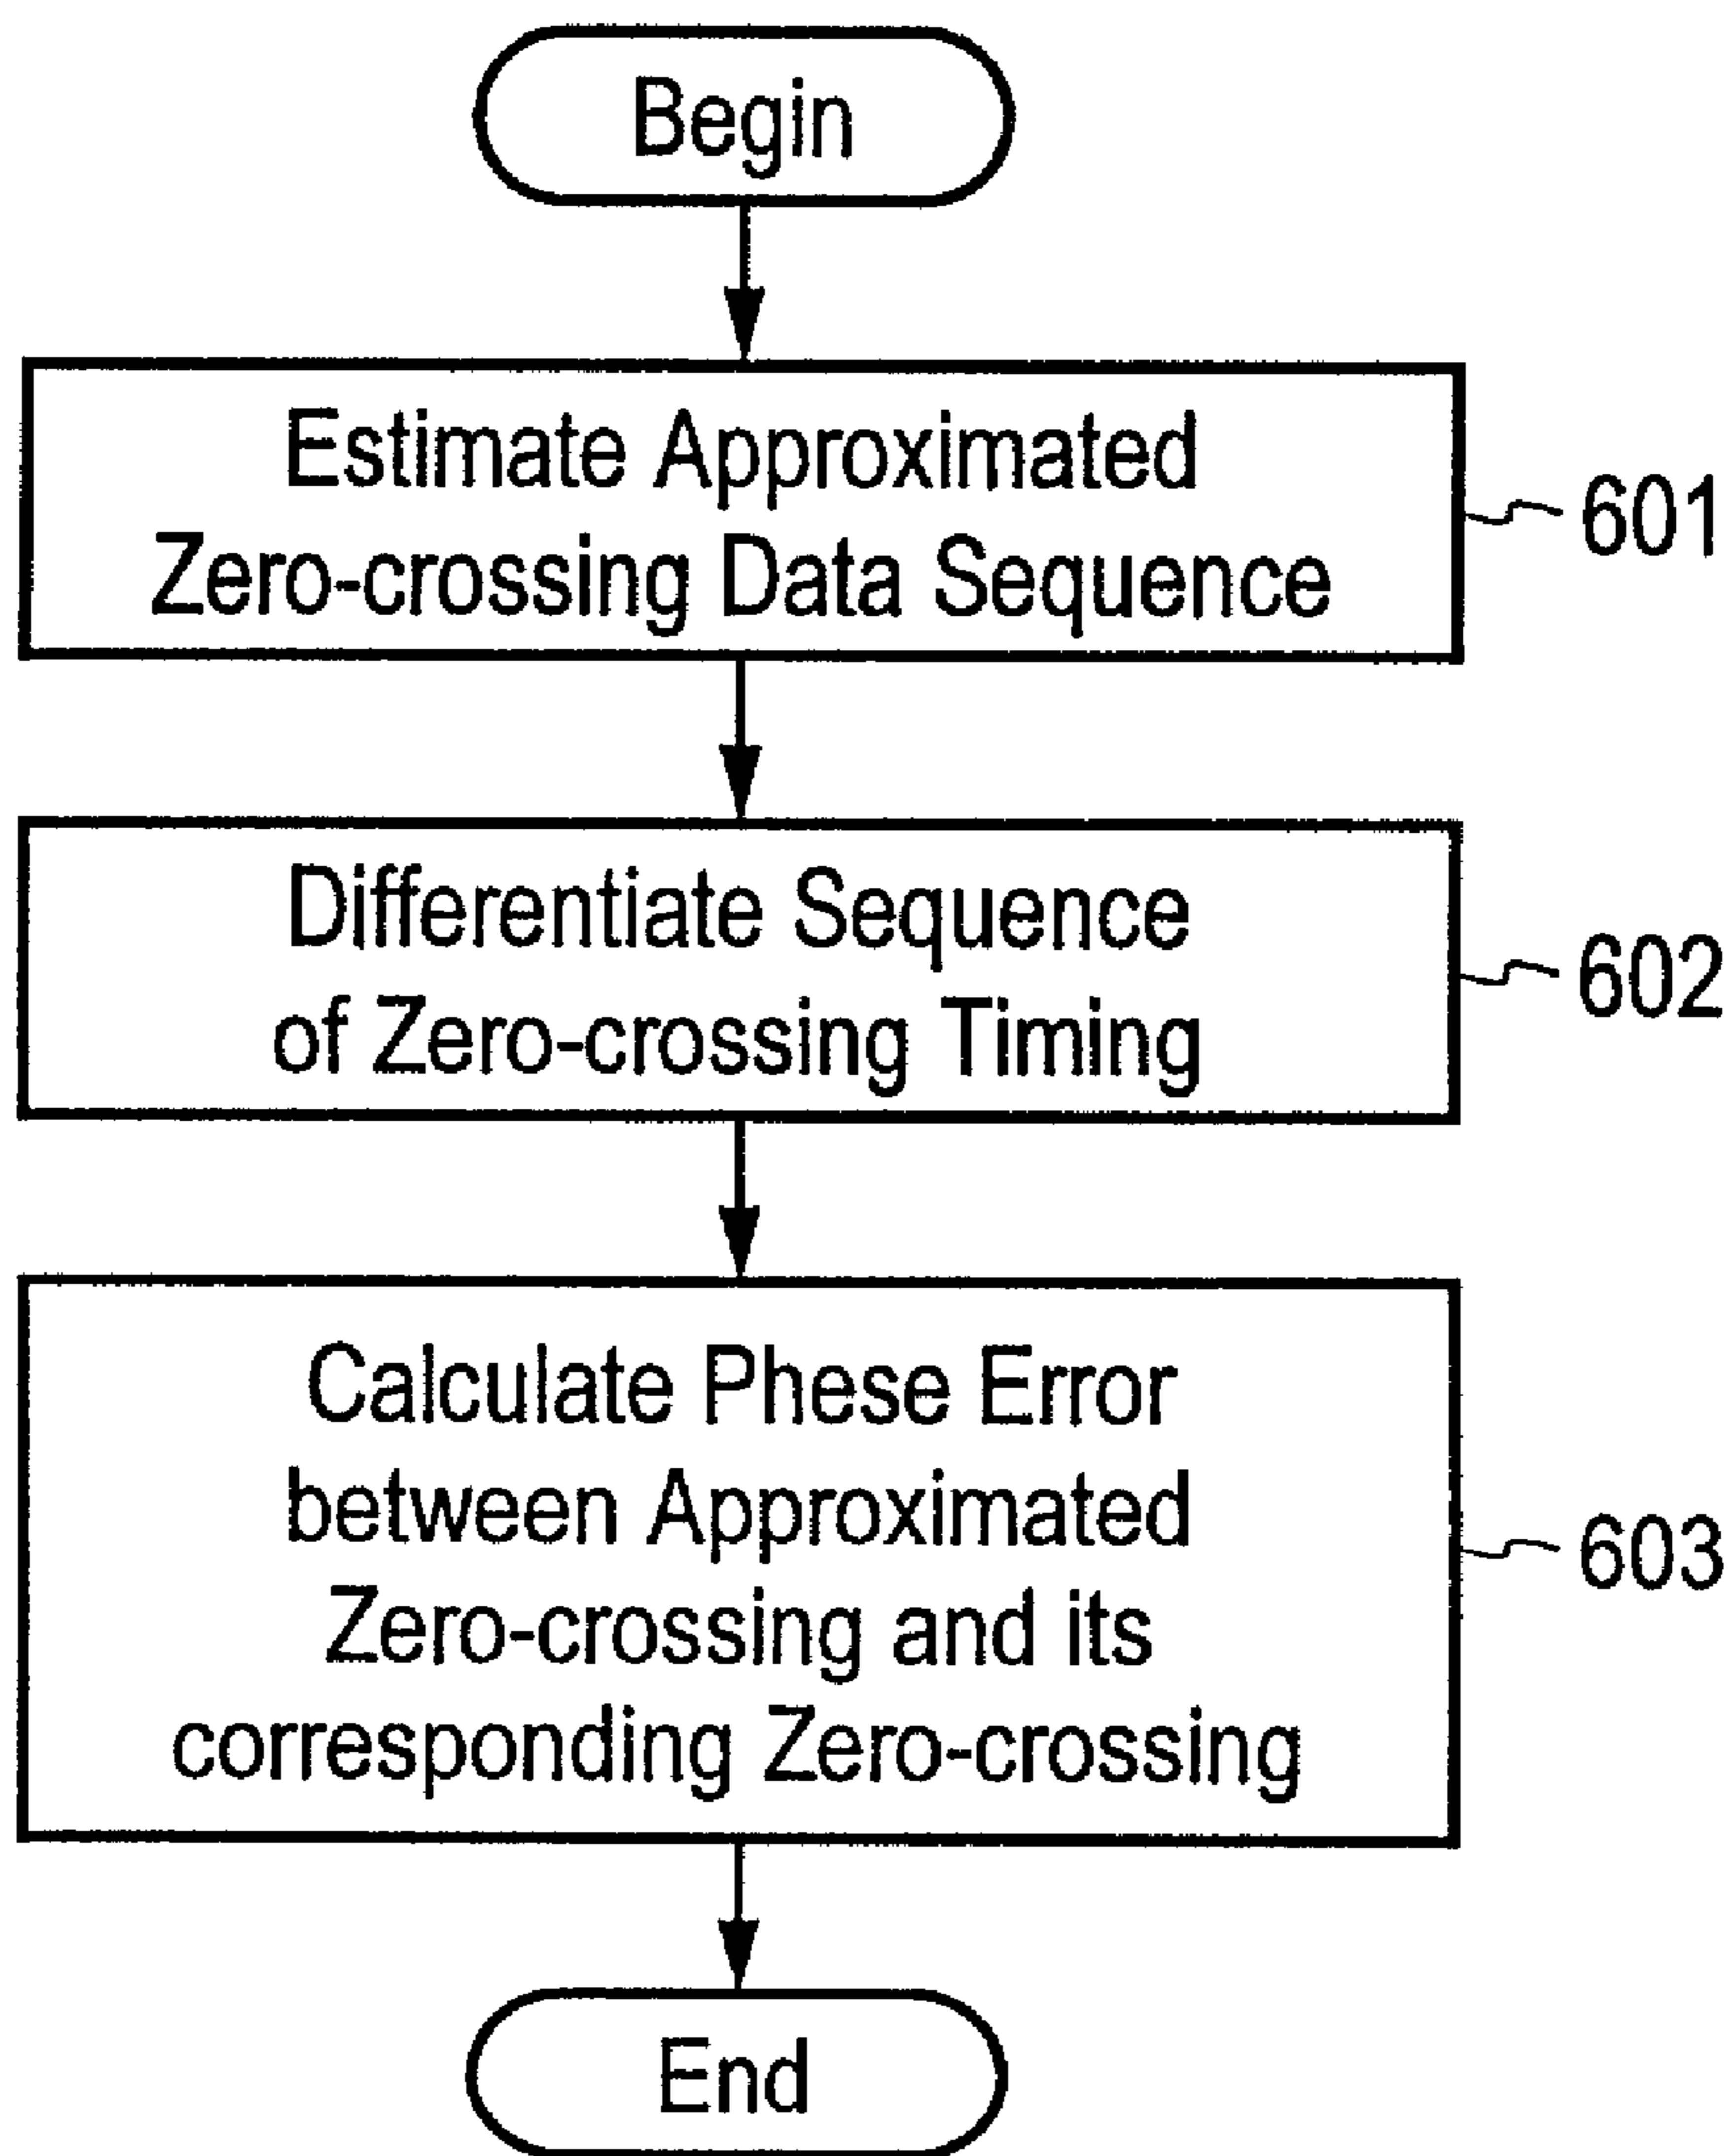 Begin
Estimate Approximated
Zero-crossing Data Sequence
601
Differentiate Sequence
of Zero-crossing Timing
602
Calculate Phese Error
between Approximated
Zero-crossing and its
corresponding Zero-crossing
603
End